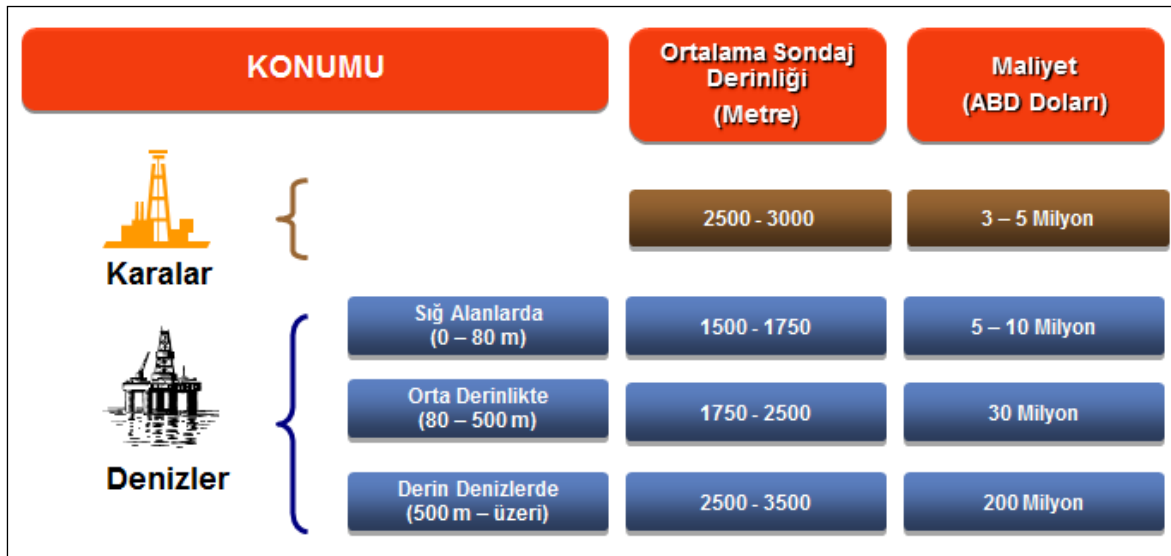 KONUMU
Ortalama Sondaj
Derinliği
(Metre)
Maliyet
(ABD Doları)
Karalar
2500 - 3000
3 – 5 Milyon
Denizler
Sığ Alanlarda
(0 – 80 m)
1500 - 1750
5 – 10 Milyon
Orta Derinlikte
(80 – 500 m)
1750 - 2500
30 Milyon
Derin Denizlerde
(500 m – üzeri)
2500 - 3500
200 Milyon